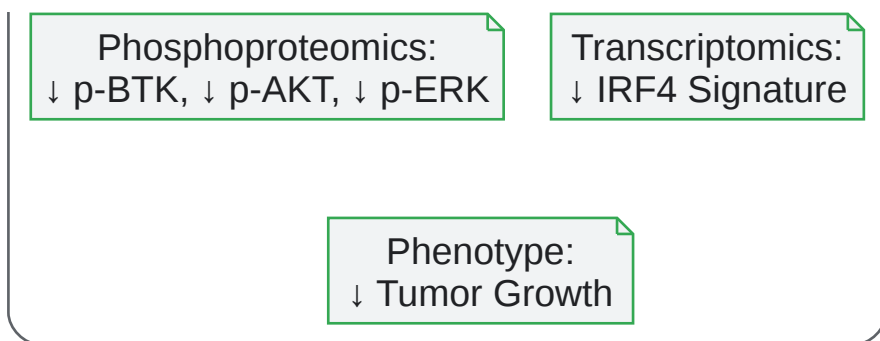 Phosphoproteomics:
↓ p-BTK, ↓ p-AKT, ↓ p-ERK
Transcriptomics:
↓ IRF4 Signature
Phenotype:
↓ Tumor Growth